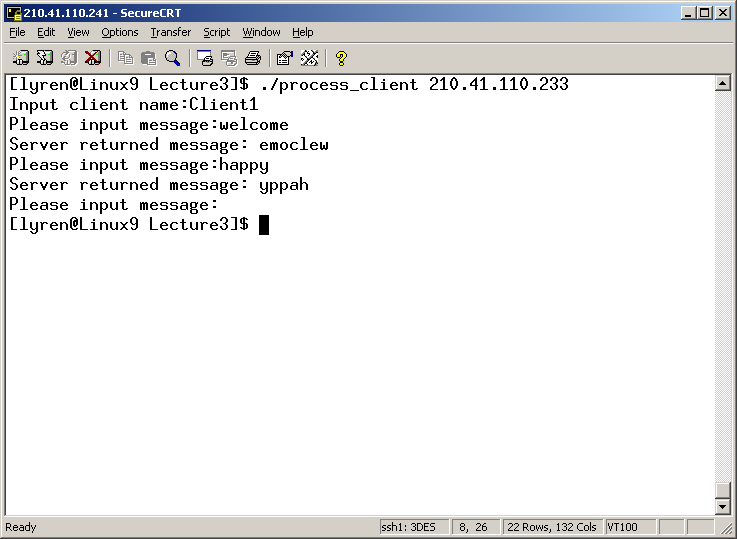 210.41.110.241 - SecureCRT
File Edit View Options Transfer Script Window Help
[lyren@Linux9 Lecture3]$ ./process_client 210.41.110.233
Input client name:Client1
Please input message:welcome
Server returned message: emoclew
Please input message:happy
Server returned message: yppah
Please input message:
[lyren@Linux9 Lecture3]$
Ready ssh1: 3DES 8, 26 22 Rows, 132 Cols VT100